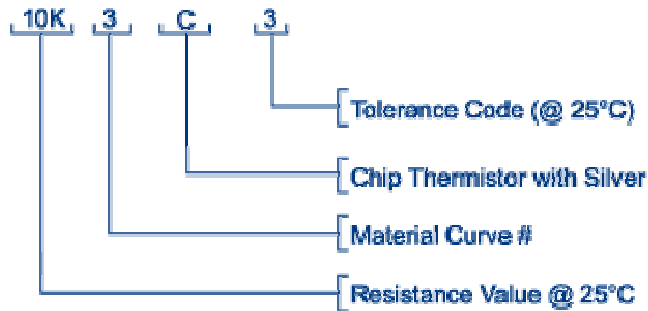 10K 3 C 3
Tolerance Code (@ 25°C)
Chip Thermistor with Silver
Material Curve #
Resistance Value @ 25°C